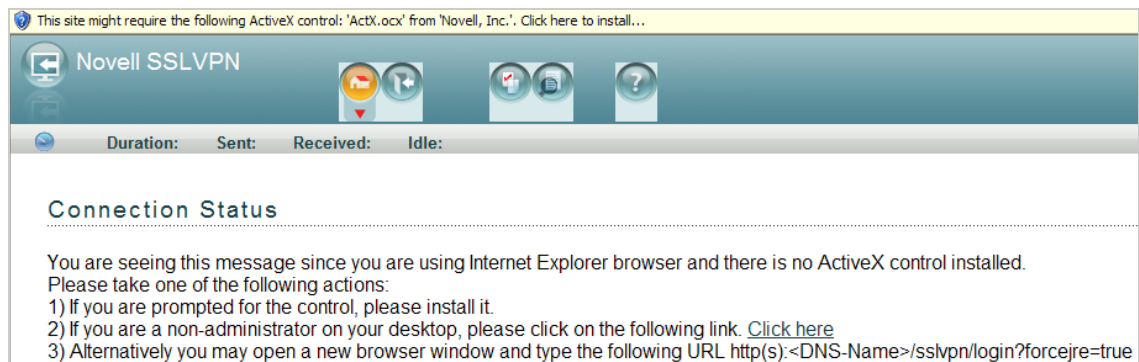 This site might require the following ActiveX control: 'ActX.ocx' from 'Novell, Inc.'. Click here to install...
Novell SSLVPN
Duration: Sent: Received: Idle:
Connection Status
You are seeing this message since you are using Internet Explorer browser and there is no ActiveX control installed.
Please take one of the following actions:
1) If you are prompted for the control, please install it.
2) If you are a non-administrator on your desktop, please click on the following link. Click here
3) Alternatively you may open a new browser window and type the following URL http(s):<DNS-Name>/sslvpn/login?forcejre=true